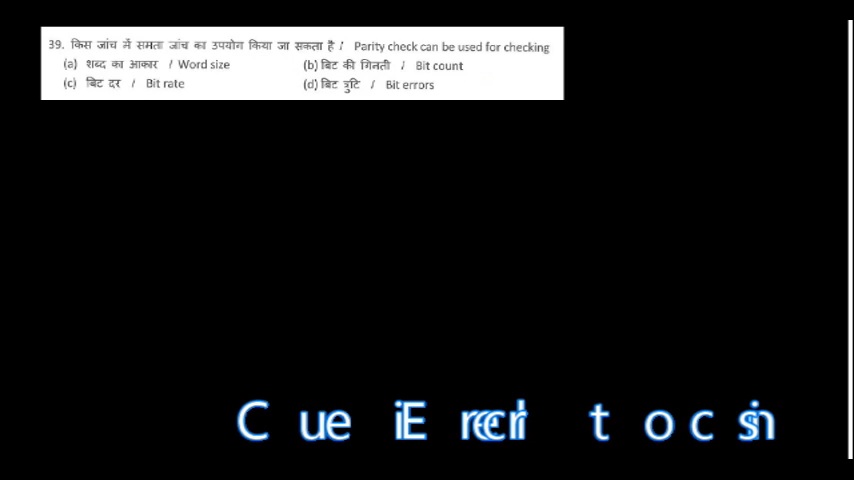 39. किस जांच में समता जांच का उपयोग किया जा सकता है / Parity check can be used for checking
(a) शब्द का आकार / Word size (b) बिट की गिनती / Bit count
(c) बिट दर / Bit rate (d) बिट त्रुटि / Bit errors